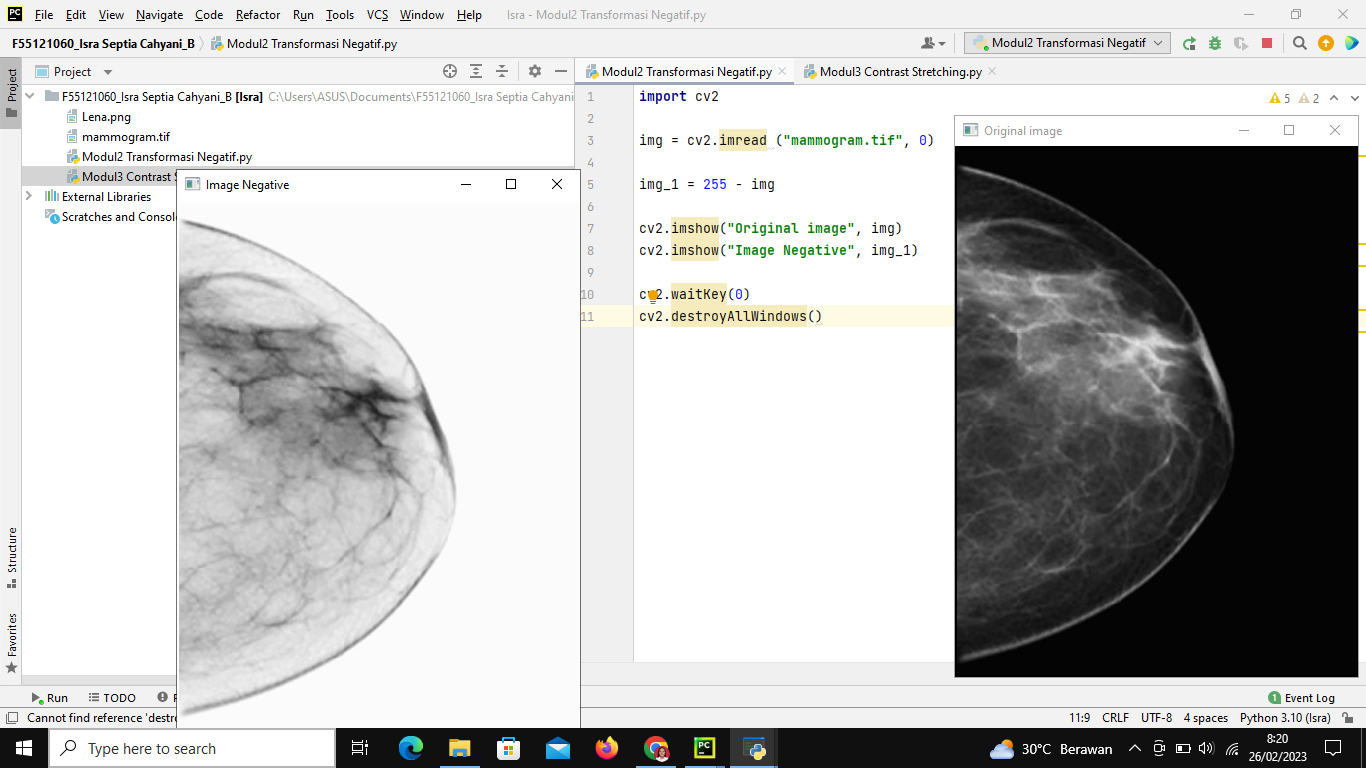 PC File Edit View Navigate Code Refactor Run Tools VCS Window Help Isra - Modul2 Transformasi Negatif.py
F55121060_Isra Septia Cahyani_B Modul2 Transformasi Negatif.py Modul2 Transformasi Negatif
Project
Project
Modul2 Transformasi Negatif.py Modul3 Contrast Stretching.py
F55121060_Isra Septia Cahyani_B [Isra] C:\Users\ASUS\Documents\F55121060_Isra Septia Cahyani
Lena.png
mammogram.tif
Modul2 Transformasi Negatif.py
Modul3 Contrast S
External Libraries
Scratches and Consol
Image Negative
1 import cv2
2
3 img = cv2.imread ("mammogram.tif", 0)
4
5 img_1 = 255 - img
6
7 cv2.imshow("Original image", img)
8 cv2.imshow("Image Negative", img_1)
9
10 cv2.waitKey(0)
11 cv2.destroyAllWindows()
5 2
Original image
Structure
Favorites
Run TODO
Event Log
1
Cannot find reference 'destr
11:9 CRLF UTF-8 4 spaces Python 3.10 (Isra)
Type here to search
PC
30°C Berawan
8:20
26/02/2023